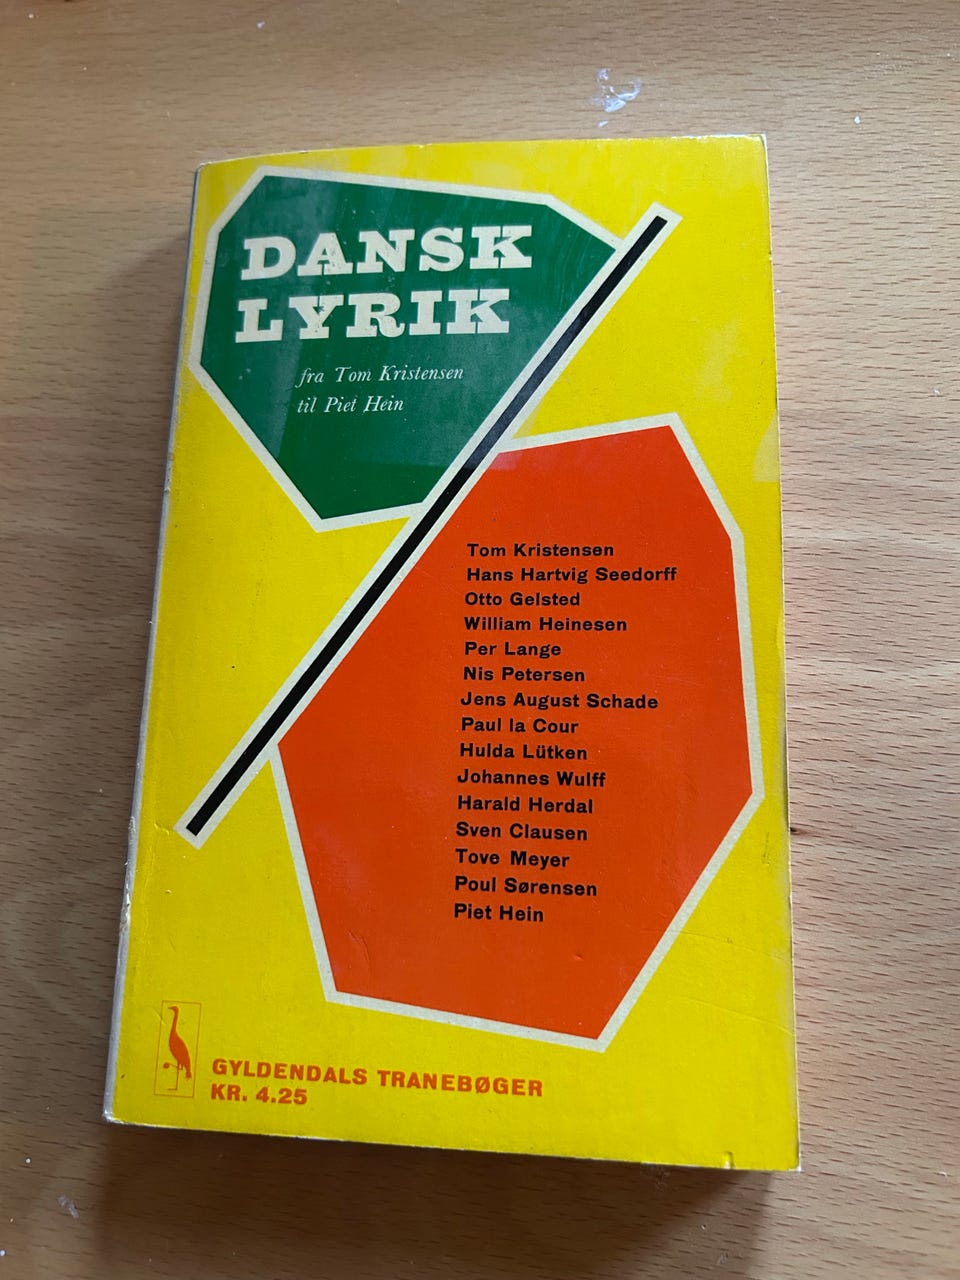 DANSK
LYRIK
fra Tom Kristensen
til Piet Hein
Tom Kristensen
Hans Hartvig Seedorff
Otto Gelsted
William Heinesen
Per Lange
Nis Petersen
Jens August Schade
Paul la Cour
Hulda Lütken
Johannes Wulff
Harald Herdal
Sven Clausen
Tove Meyer
Poul Sørensen
Piet Hein
GYLDENDALS TRANEBØGER
KR. 4.25